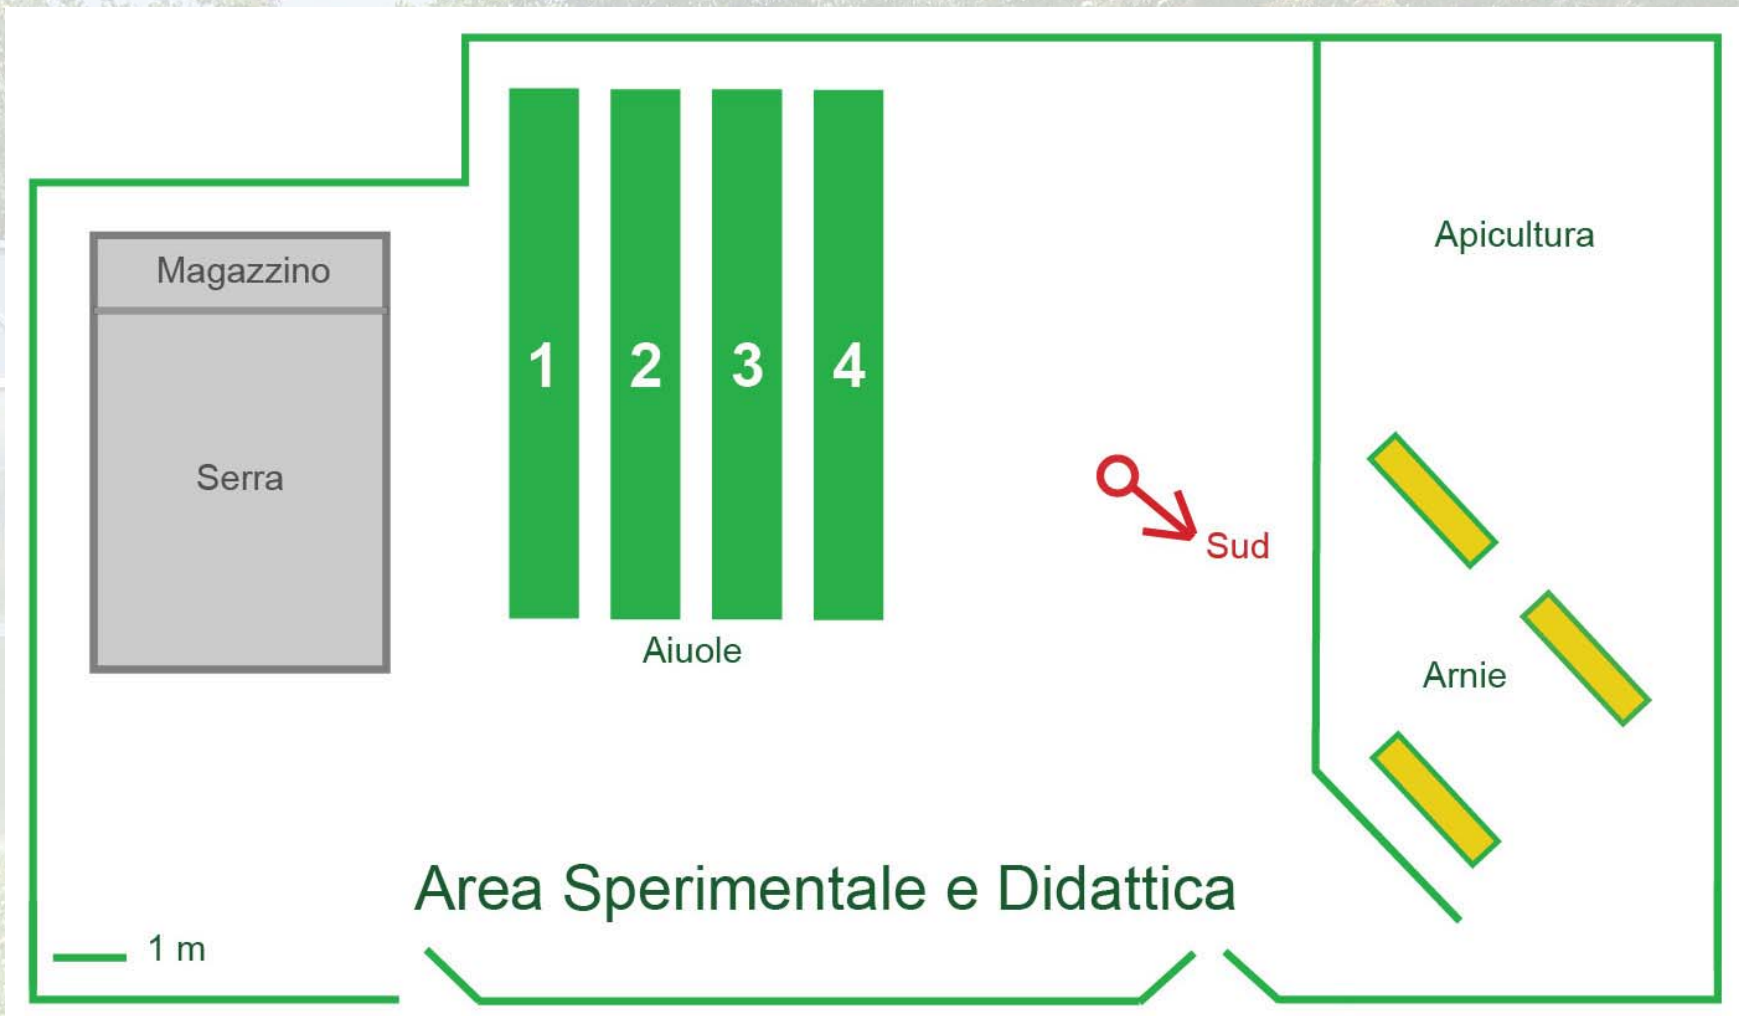 Apicultura
Magazzino
1 2 3 4
Serra
Sud
Aiuole
Arnie
Area Sperimentale e Didattica
1 m